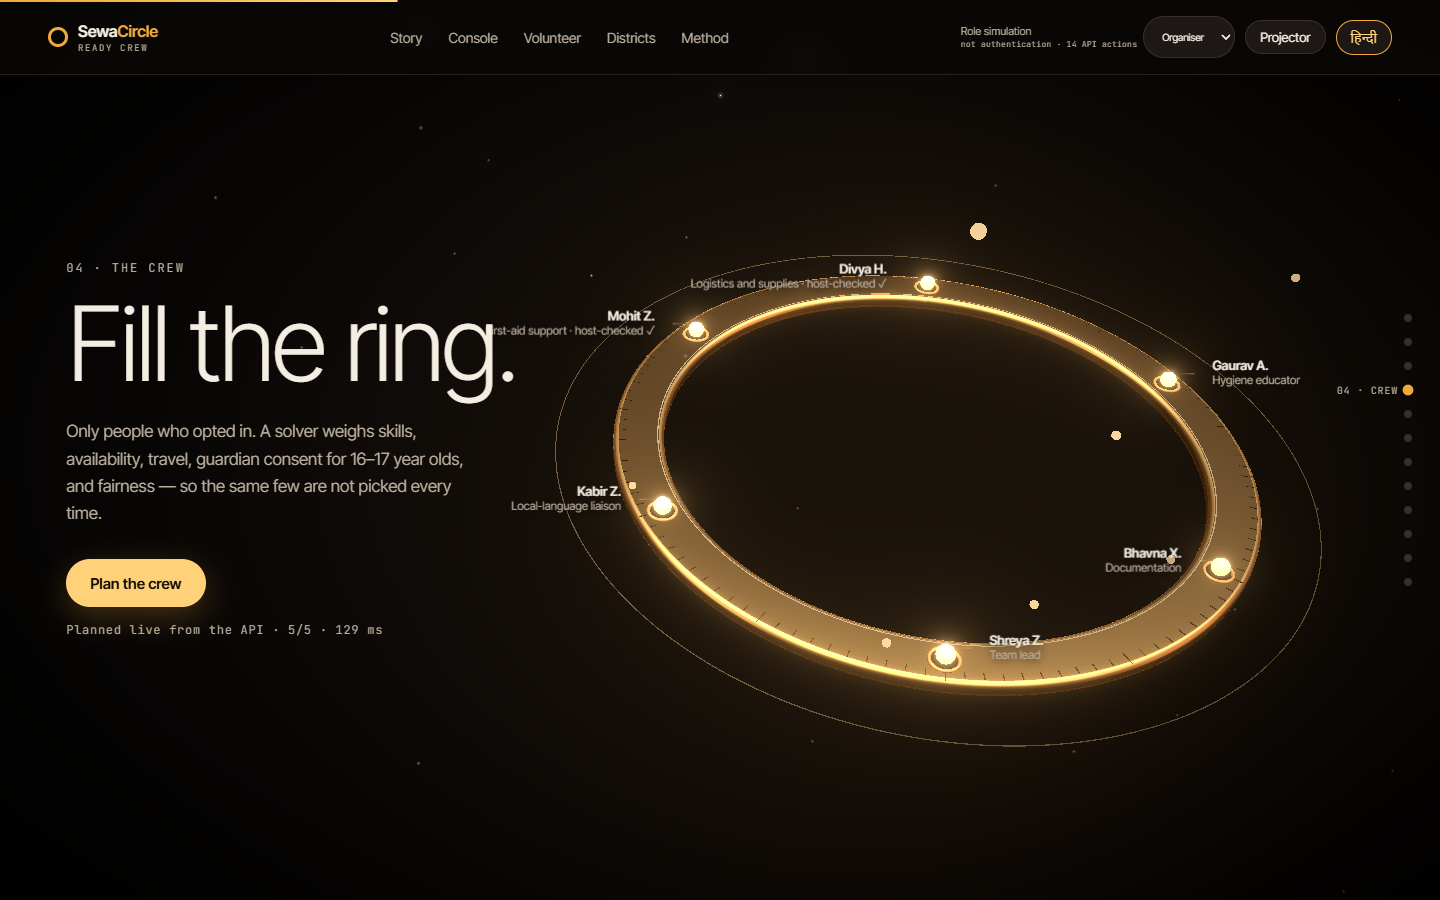 SewaCircle
READY CREW
Story
Console
Volunteer
Districts
Method
Role simulation
not authentication · 14 API actions
Organiser
Projector
हिन्दी
04 · THE CREW
Fill the ring.
Only people who opted in. A solver weighs skills,
availability, travel, guardian consent for 16–17 year olds,
and fairness — so the same few are not picked every
time.
Plan the crew
Planned live from the API · 5/5 · 129 ms
Divya H.
Logistics and supplies · host-checked ✓
Mohit Z.
support · host-checked ✓
Gaurav A.
Hygiene educator
04 · CREW
Kabir Z.
Local-language liaison
Bhavna X.
Documentation
Shreya Z.
Team lead